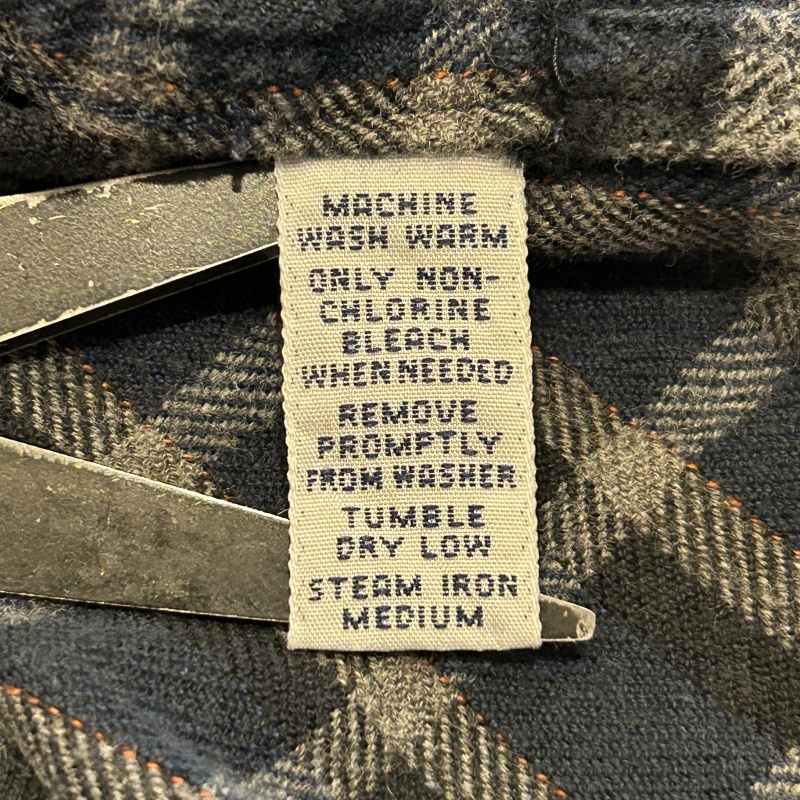 MACHINE
WASH WARM
ONLY NON-
CHLORINE
BLEACH
WHEN NEEDED
REMOVE
PROMPTLY
FROM WASHER
TUMBLE
DRY LOW
STEAM IRON
MEDIUM